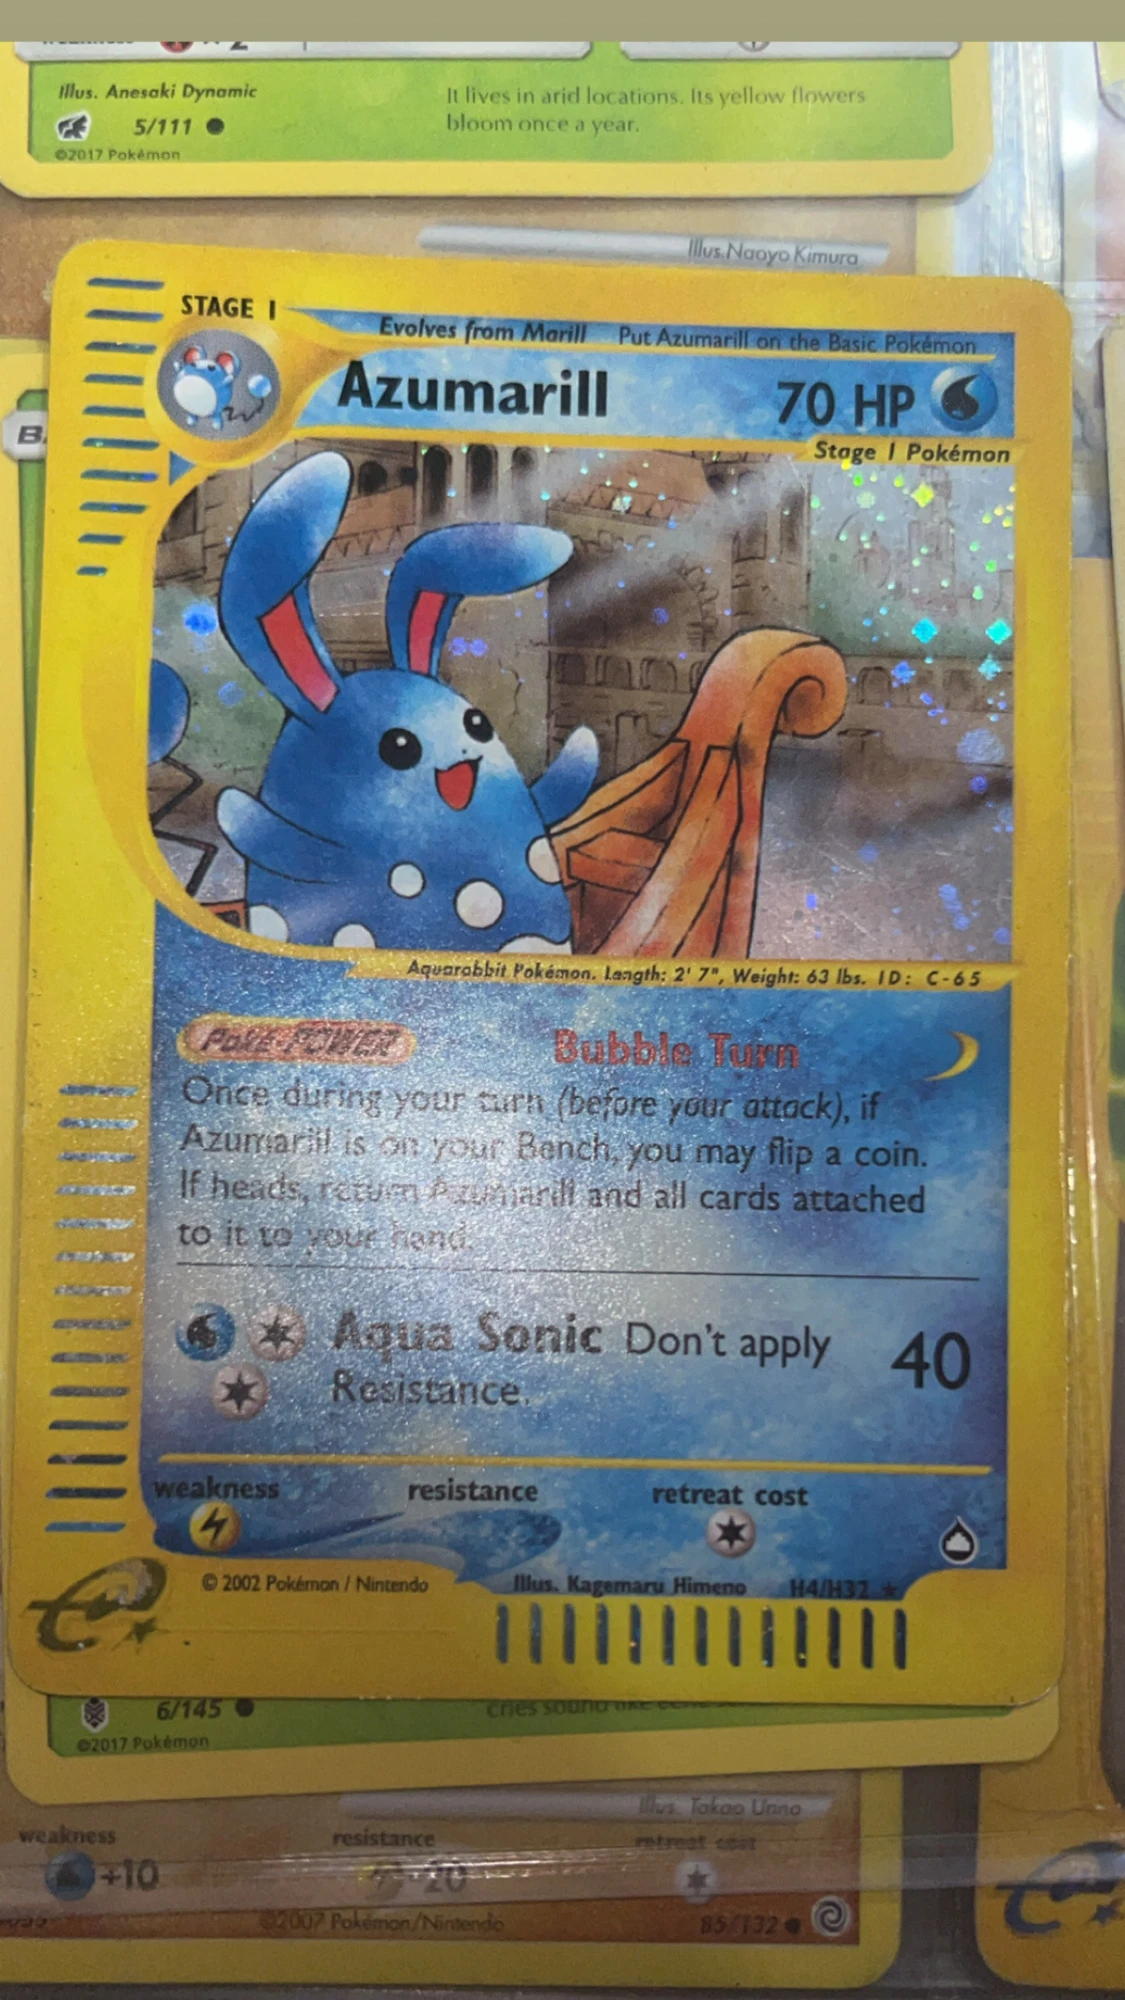 Illus. Anesaki Dynamic
It lives in arid locations. Its yellow flowers
bloom once a year.
5/111
©2017 Pokémon
Illus.Naoyo Kimura
STAGE 1
Evolves from Marill Put Azumarill on the Basic Pokémon
Azumarill 70 HP
Stage 1 Pokémon
Aquarabbit Pokémon. Length: 2' 7", Weight: 63 lbs. ID: C-65
Poké-POWER Bubble Turn
Once during your turn (before your attack), if
Azumarill is on your Bench, you may flip a coin.
If heads, return Azumarill and all cards attached
to it to your hand.
Aqua Sonic Don't apply 40
Resistance.
weakness resistance retreat cost
© 2002 Pokémon / Nintendo Illus. Kagemaru Himeno H4/H32 ★
e
6/145
cries sound like
©2017 Pokémon
Illus. Takao Unno
weakness resistance retreat cost
+10 -20
©2007 Pokémon/Nintendo 85/132